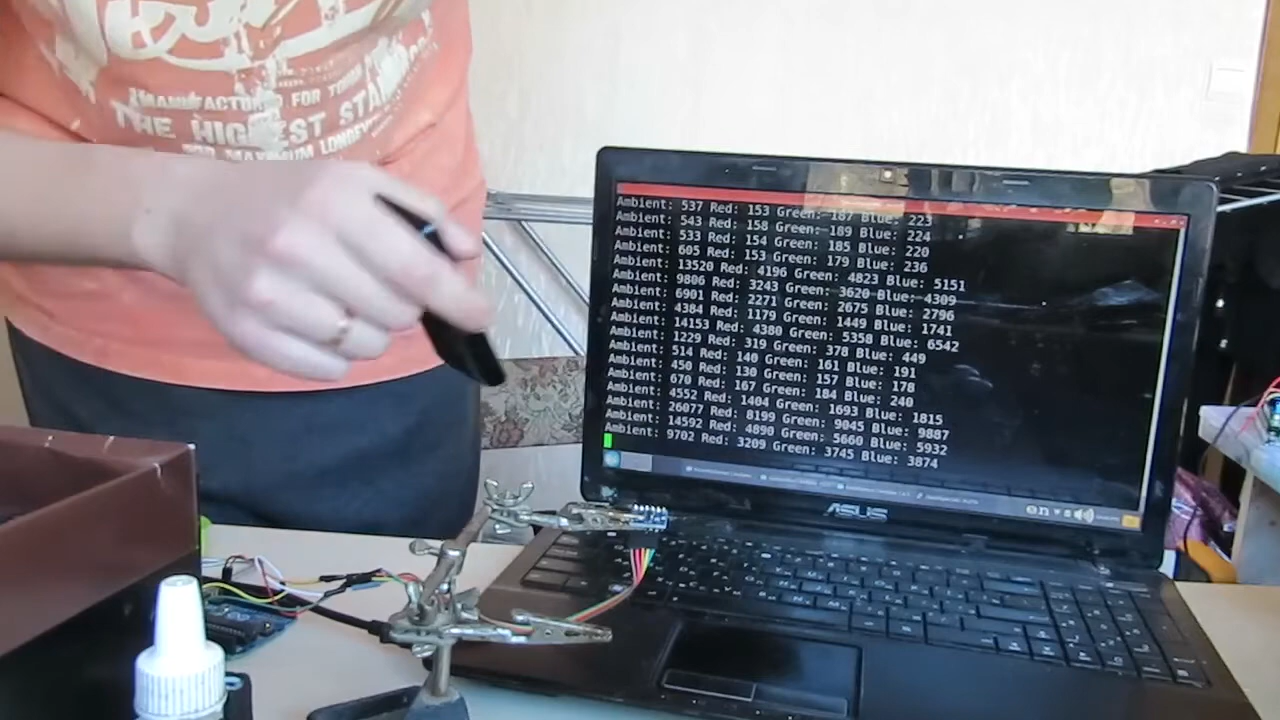 MANUFACTURED FOR TOUGH
THE HIGHEST STA
FOR MAXIMUM LONGEV
Ambient: 537 Red: 153 Green: 187 Blue: 223
Ambient: 543 Red: 158 Green: 189 Blue: 224
Ambient: 533 Red: 154 Green: 185 Blue: 220
Ambient: 605 Red: 153 Green: 179 Blue: 236
Ambient: 13520 Red: 4196 Green: 4823 Blue: 5151
Ambient: 9806 Red: 3243 Green: 3620 Blue: 4309
Ambient: 6901 Red: 2271 Green: 2675 Blue: 2796
Ambient: 4384 Red: 1179 Green: 1449 Blue: 1741
Ambient: 14153 Red: 4380 Green: 5358 Blue: 6542
Ambient: 1229 Red: 319 Green: 378 Blue: 449
Ambient: 514 Red: 140 Green: 161 Blue: 191
Ambient: 450 Red: 130 Green: 157 Blue: 178
Ambient: 670 Red: 167 Green: 184 Blue: 240
Ambient: 4552 Red: 1404 Green: 1693 Blue: 1815
Ambient: 26077 Red: 8199 Green: 9045 Blue: 9887
Ambient: 14592 Red: 4890 Green: 5660 Blue: 5932
Ambient: 9702 Red: 3209 Green: 3745 Blue: 3874
en
ASUS